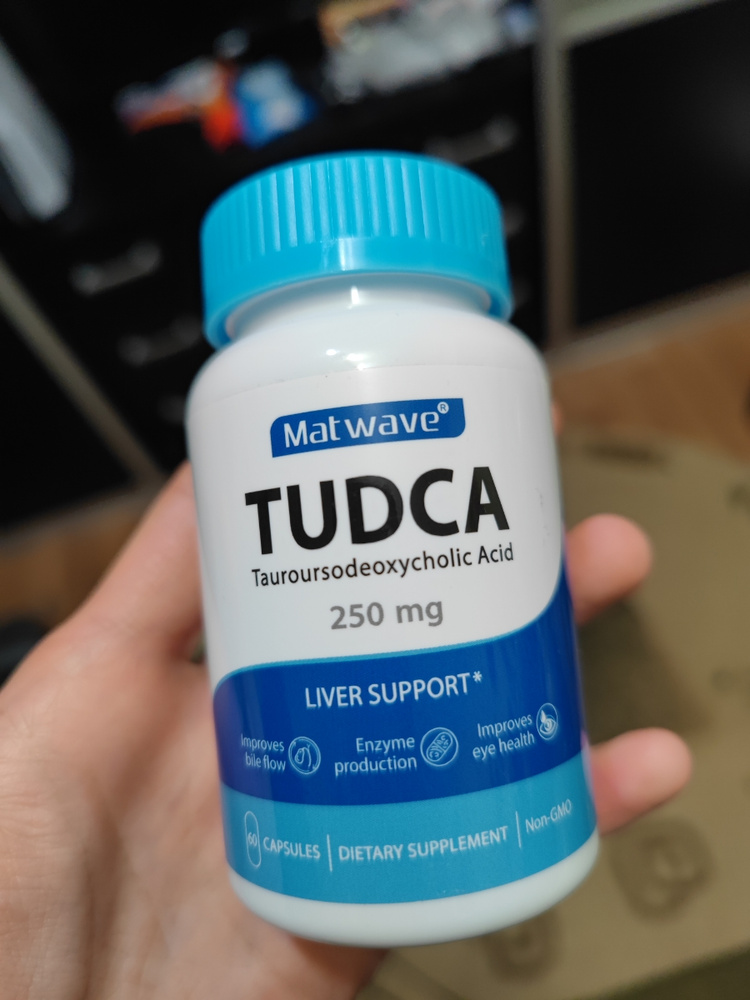 Matwave®
TUDCA
Tauroursodeoxycholic Acid
250 mg
LIVER SUPPORT*
Improves
bile flow
Enzyme
production
Improves
eye health
60 CAPSULES | DIETARY SUPPLEMENT | Non-GMO